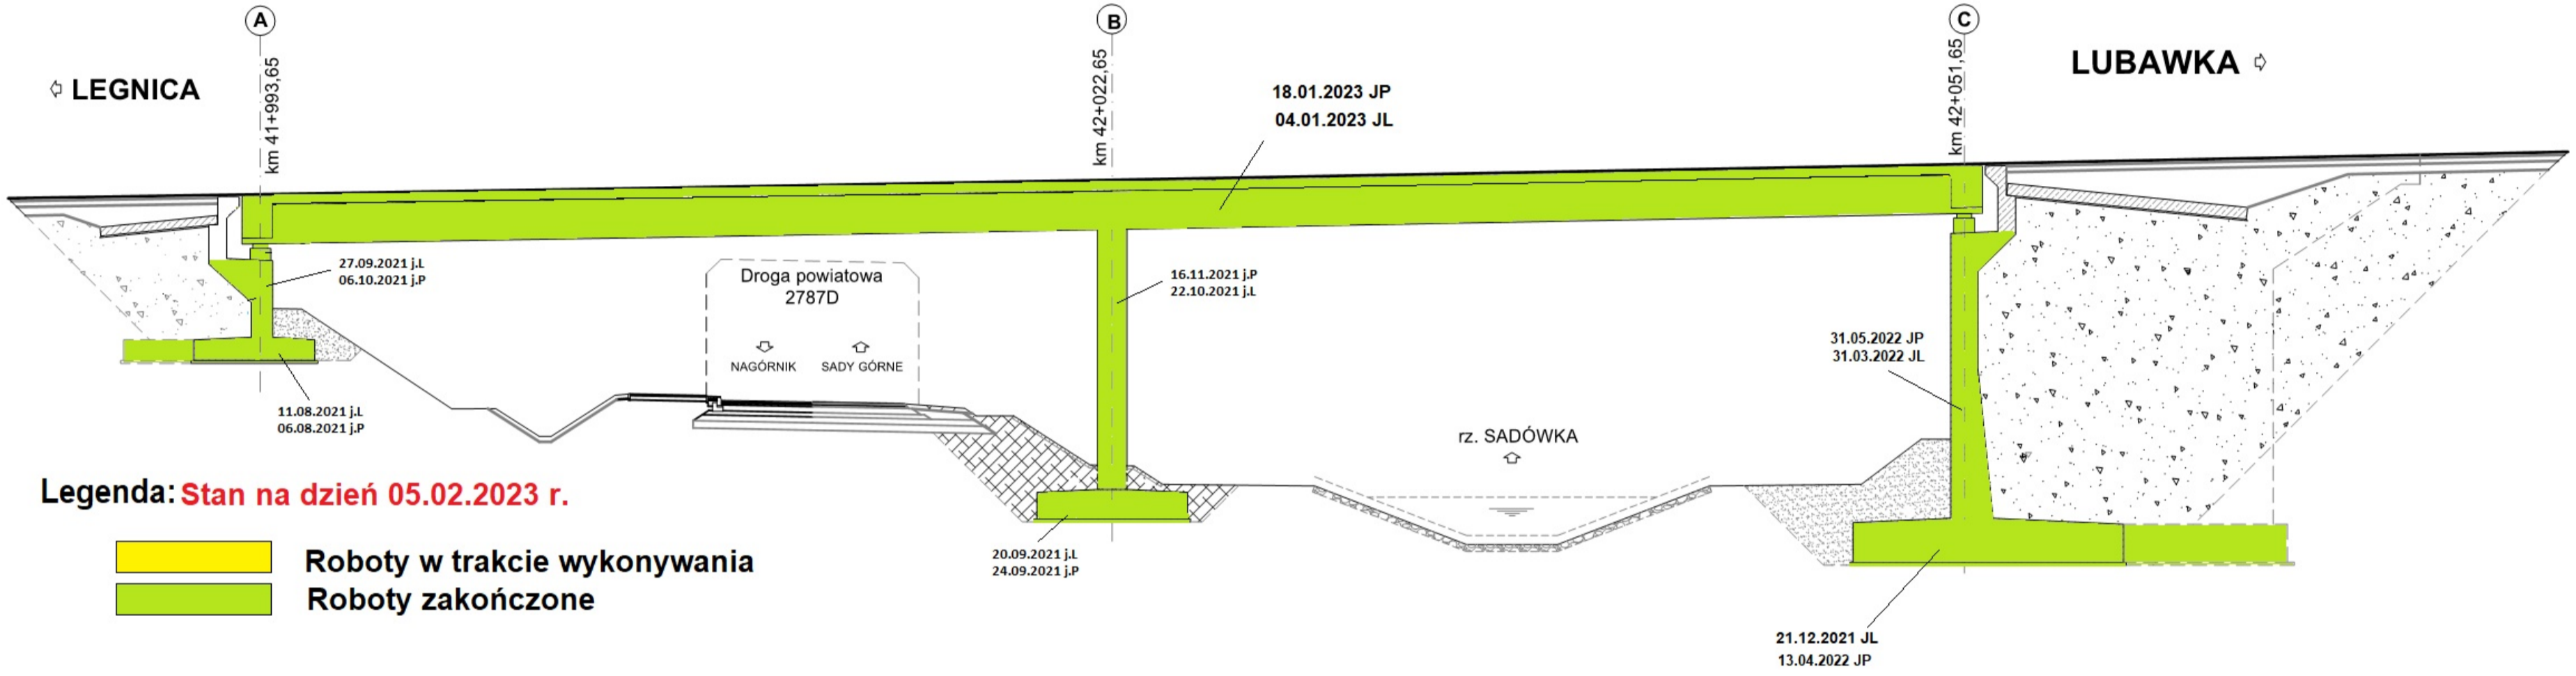 A
B
C
km 41+993,65
km 42+022,65
km 42+051,65
⇦ LEGNICA
LUBAWKA ⇨
18.01.2023 JP
04.01.2023 JL
27.09.2021 j.L
06.10.2021 j.P
Droga powiatowa
2787D
NAGÓRNIK SADY GÓRNE
16.11.2021 j.P
22.10.2021 j.L
31.05.2022 JP
31.03.2022 JL
11.08.2021 j.L
06.08.2021 j.P
rz. SADÓWKA
20.09.2021 j.L
24.09.2021 j.P
21.12.2021 JL
13.04.2022 JP
Legenda: Stan na dzień 05.02.2023 r.
Roboty w trakcie wykonywania
Roboty zakończone